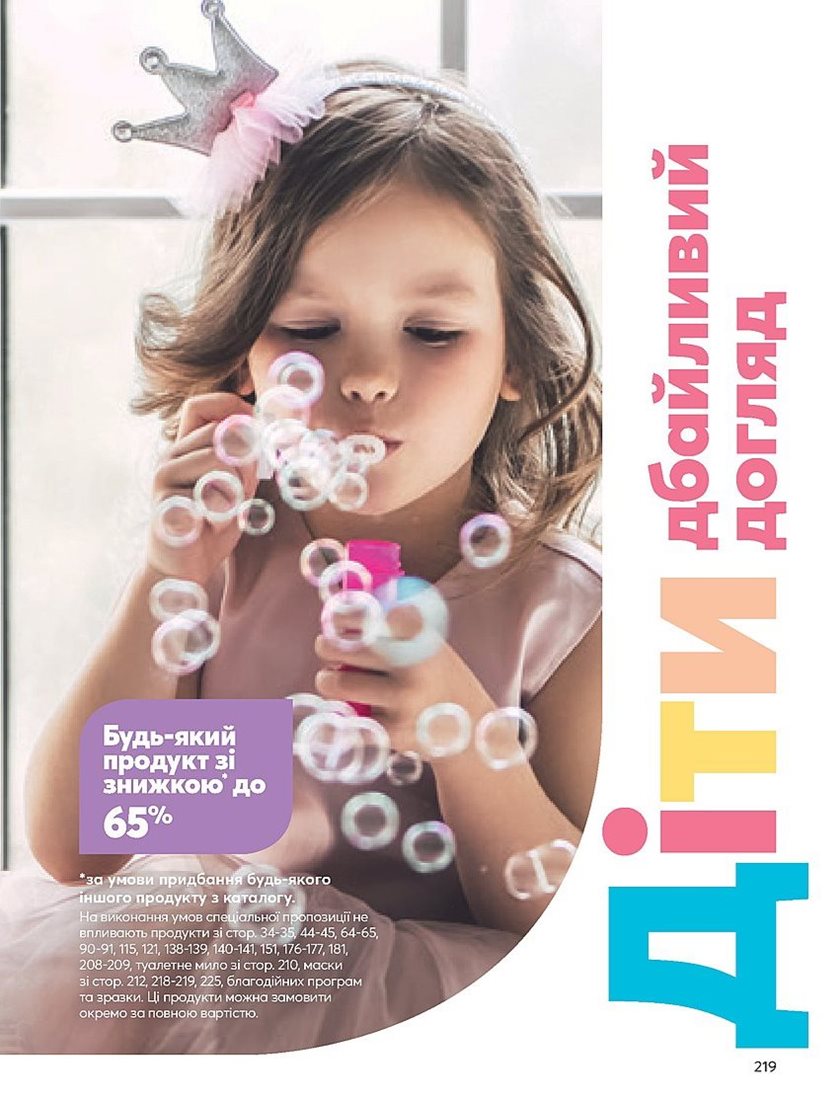 Діти
дбайливий
догляд
Будь-який
продукт зі
знижкою* до
65%
*за умови придбання будь-якого
іншого продукту з каталогу.
На виконання умов спеціальної пропозиції не
впливають продукти зі стор. 34-35, 44-45, 64-65,
90-91, 115, 121, 138-139, 140-141, 151, 176-177, 181,
208-209, туалетне мило зі стор. 210, маски
зі стор. 212, 218-219, 225, благодійних програм
та зразки. Ці продукти можна замовити
окремо за повною вартістю.
219